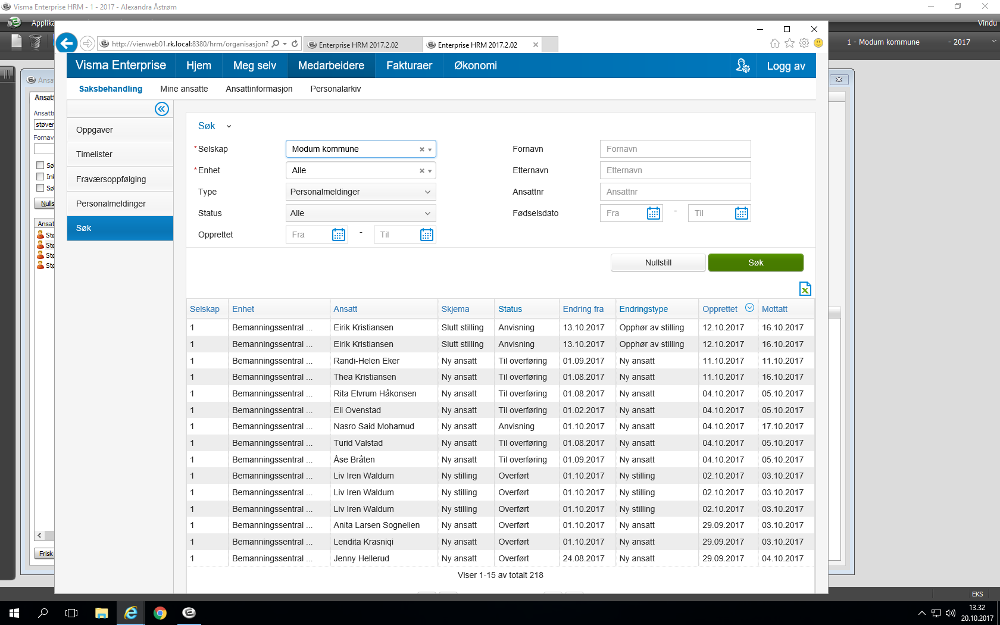 Visma Enterprise HRM - 1 - 2017 - Alexandra Åstrøm
Vindu
http://vienweb01.rk.local:8380/hrm/organisasjon?
Enterprise HRM 2017.2.02
Enterprise HRM 2017.2.02
1 - Modum kommune - 2017
Visma Enterprise Hjem Meg selv Medarbeidere Fakturaer Økonomi Logg av
Saksbehandling Mine ansatte Ansattinformasjon Personalarkiv
Oppgaver
Timelister
Fraværsoppfølging
Personalmeldinger
Søk
Søk
*Selskap Modum kommune Fornavn Fornavn
*Enhet Alle Etternavn Etternavn
Type Personalmeldinger Ansattnr Ansattnr
Status Alle Fødselsdato Fra - Til
Opprettet Fra - Til
Nullstill Søk
Selskap Enhet Ansatt Skjema Status Endring fra Endringstype Opprettet Mottatt
1 Bemanningssentral ... Eirik Kristiansen Slutt stilling Anvisning 13.10.2017 Opphør av stilling 12.10.2017 16.10.2017
1 Bemanningssentral ... Eirik Kristiansen Slutt stilling Anvisning 13.10.2017 Opphør av stilling 12.10.2017 16.10.2017
1 Bemanningssentral ... Randi-Helen Eker Ny ansatt Til overføring 01.09.2017 Ny ansatt 11.10.2017 11.10.2017
1 Bemanningssentral ... Thea Kristiansen Ny ansatt Til overføring 01.08.2017 Ny ansatt 11.10.2017 16.10.2017
1 Bemanningssentral ... Rita Elvrum Håkonsen Ny ansatt Til overføring 01.08.2017 Ny ansatt 04.10.2017 05.10.2017
1 Bemanningssentral ... Eli Ovenstad Ny ansatt Til overføring 01.02.2017 Ny ansatt 04.10.2017 05.10.2017
1 Bemanningssentral ... Nasro Said Mohamud Ny ansatt Anvisning 01.10.2017 Ny ansatt 04.10.2017 17.10.2017
1 Bemanningssentral ... Turid Valstad Ny ansatt Til overføring 01.08.2017 Ny ansatt 04.10.2017 05.10.2017
1 Bemanningssentral ... Åse Bråten Ny ansatt Til overføring 01.09.2017 Ny ansatt 04.10.2017 05.10.2017
1 Bemanningssentral ... Liv Iren Waldum Ny stilling Overført 01.10.2017 Ny stilling 02.10.2017 03.10.2017
1 Bemanningssentral ... Liv Iren Waldum Ny stilling Overført 01.10.2017 Ny stilling 02.10.2017 03.10.2017
1 Bemanningssentral ... Liv Iren Waldum Ny stilling Overført 01.10.2017 Ny stilling 02.10.2017 03.10.2017
1 Bemanningssentral ... Anita Larsen Sognelien Ny ansatt Overført 01.10.2017 Ny ansatt 29.09.2017 03.10.2017
1 Bemanningssentral ... Lendita Krasniqi Ny ansatt Overført 01.10.2017 Ny ansatt 29.09.2017 03.10.2017
1 Bemanningssentral ... Jenny Hellerud Ny ansatt Overført 24.08.2017 Ny ansatt 29.09.2017 04.10.2017
Viser 1-15 av totalt 218
Frisk
EKS
13.32
20.10.2017